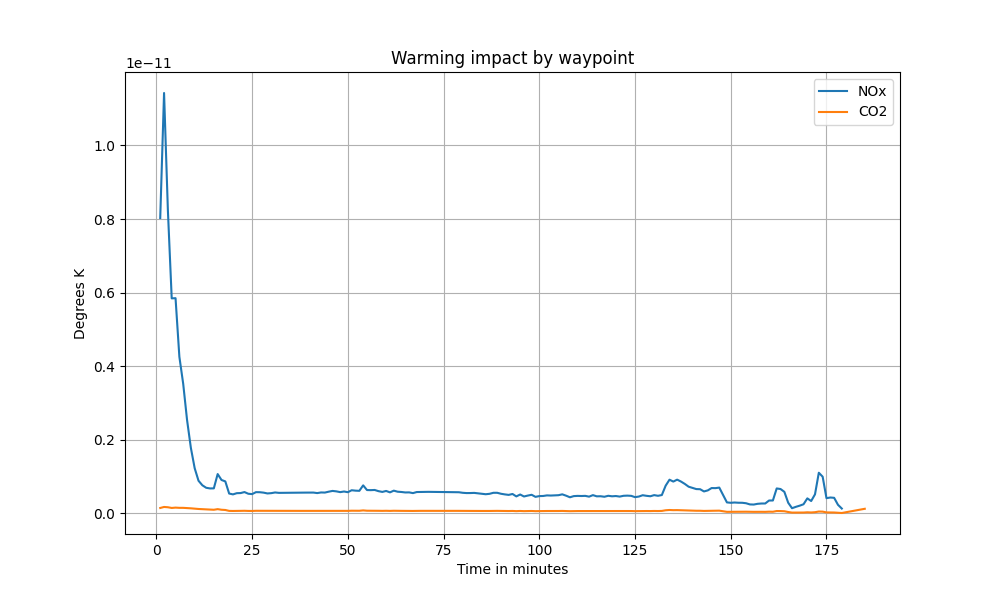 Warming impact by waypoint
1e−11
NOx
CO2
1.0
0.8
0.6
0.4
0.2
0.0
Degrees K
0 25 50 75 100 125 150 175
Time in minutes